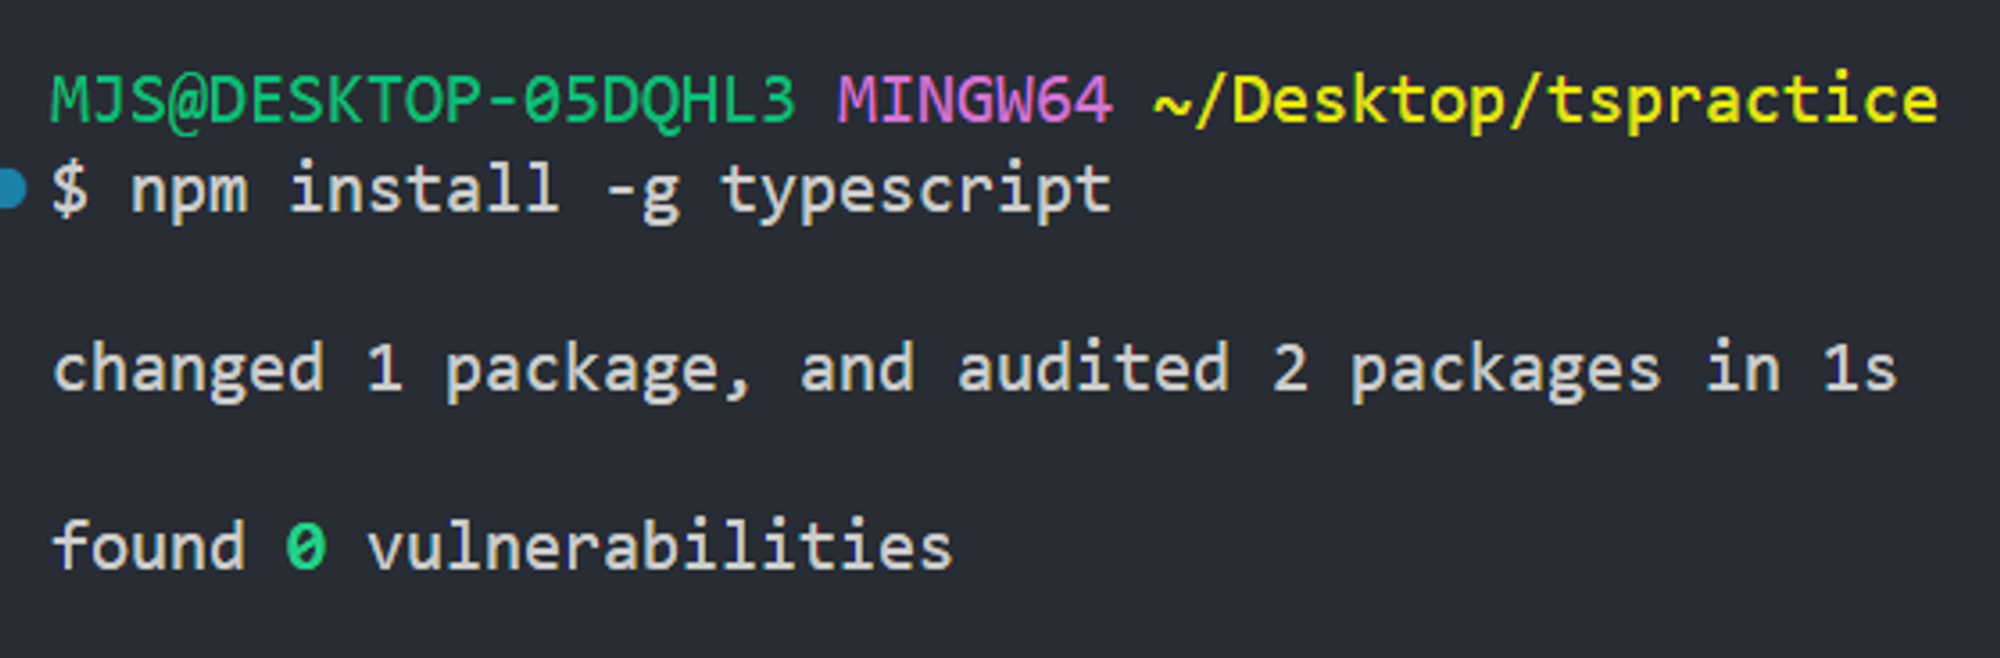 MJS@DESKTOP-05DQHL3 MINGW64 ~/Desktop/tspractice
$ npm install -g typescript
changed 1 package, and audited 2 packages in 1s
found 0 vulnerabilities